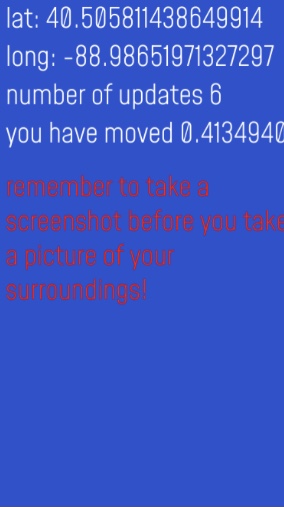 lat: 40.505811438649914
long: -88.98651971327297
number of updates 6
you have moved 0.4134940
remember to take a
screenshot before you take
a picture of your
surroundings!